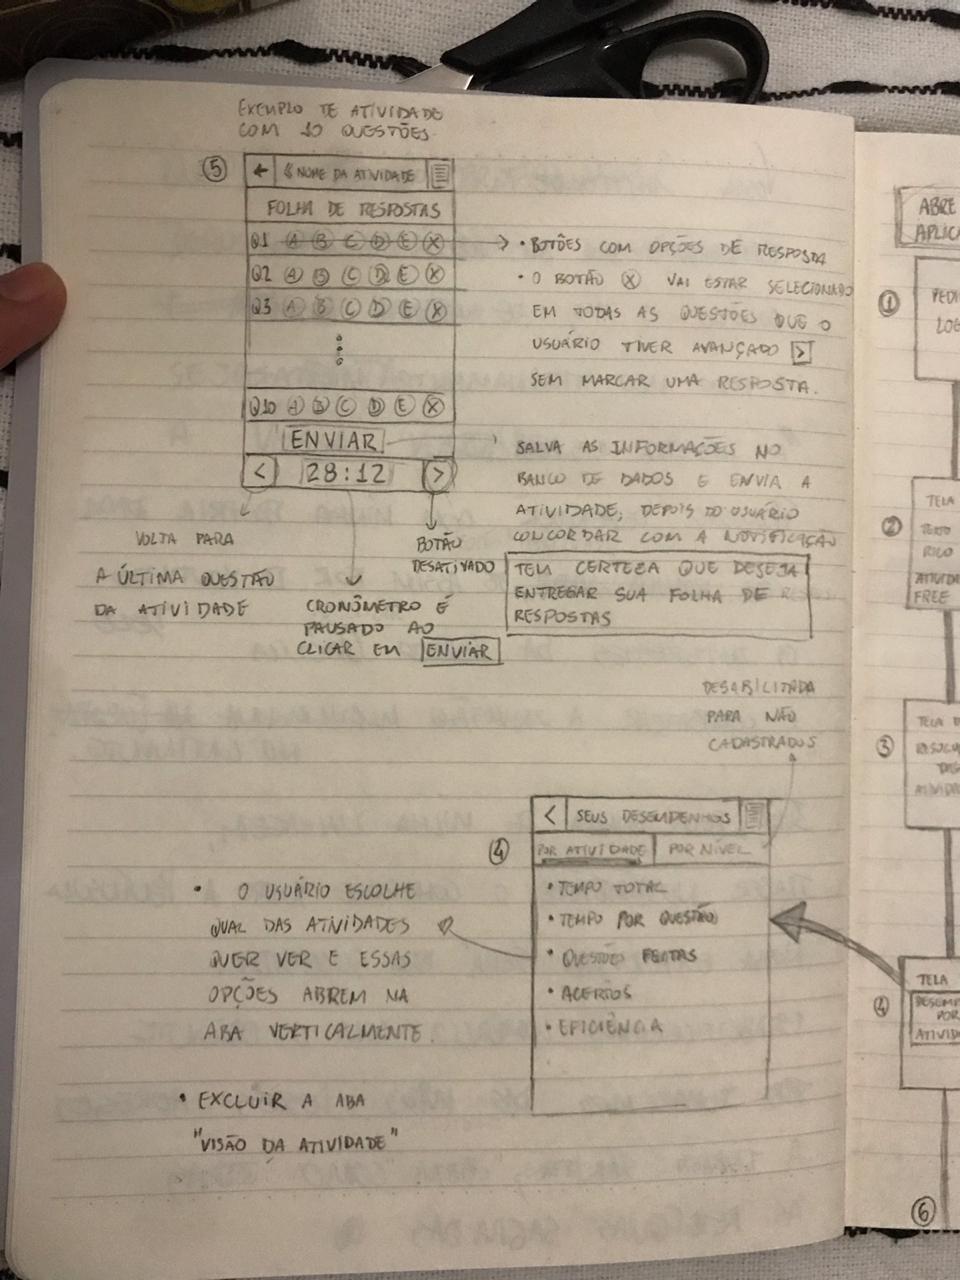 EXEMPLO TE ATIVIDADE
COM 10 QUESTÕES
5
← « NOME DA ATIVIDADE
FOLHA DE RESPOSTAS
Q1 A B C D E X
Q2 A B C D E X
Q3 A B C D E X
Q10 A B C D E X
ENVIAR
< 28:12 >
• BOTÕES COM OPÇÕES DE RESPOSTA
• O BOTÃO X VAI ESTAR SELECIONADO
EM TODAS AS QUESTÕES QUE O
USUÁRIO TIVER AVANÇADO >
SEM MARCAR UMA RESPOSTA.
SALVA AS INFORMAÇÕES NO
BANCO DE DADOS E ENVIA A
ATIVIDADE, DEPOIS DO USUÁRIO
CONCORDAR COM A NOTIFICAÇÃO
TEM CERTEZA QUE DESEJA
ENTREGAR SUA FOLHA DE
RESPOSTAS
VOLTA PARA
A ÚLTIMA QUESTÃO
DA ATIVIDADE
CRONÔMETRO É
PAUSADO AO
CLICAR EM ENVIAR
BOTÃO
DESATIVADO
DESABILITADA
PARA NÃO
CADASTRADOS
4
< SEUS DESEMPENHOS
POR ATIVIDADE POR NÍVEL
• TEMPO TOTAL
• TEMPO POR QUESTÃO
• QUESTÕES FEITAS
• ACERTOS
• EFICIÊNCIA
• O USUÁRIO ESCOLHE
QUAL DAS ATIVIDADES
QUER VER E ESSAS
OPÇÕES ABREM NA
ABA VERTICALMENTE.
• EXCLUIR A ABA
"VISÃO DA ATIVIDADE"
ABRE
APLIC
1
PEDI
LOG
2
TELA
RICO
ATIVID
FREE
3
TELA D
ATIVIDA
4
TELA
DESEMP
POR
ATIVIDA
6